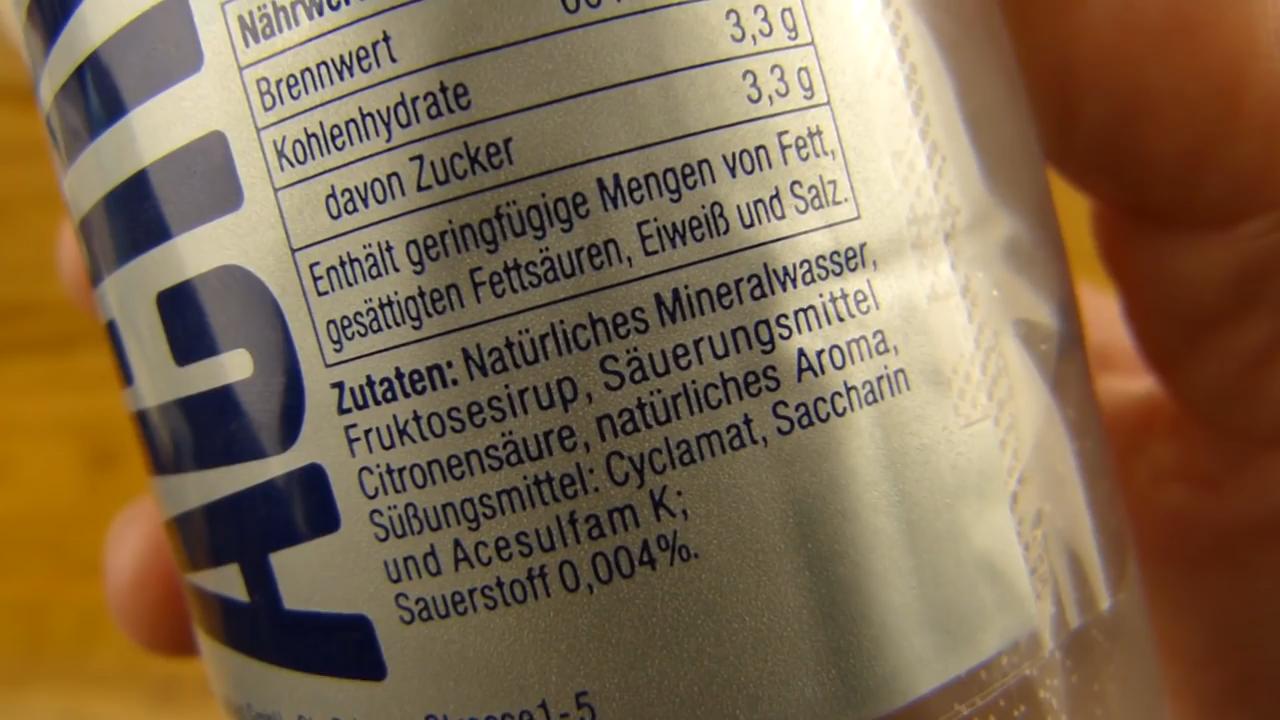 Brennwert
Kohlenhydrate 3,3 g
davon Zucker 3,3 g
Enthält geringfügige Mengen von Fett,
gesättigten Fettsäuren, Eiweiß und Salz.
Zutaten: Natürliches Mineralwasser,
Fruktosesirup, Säuerungsmittel
Citronensäure, natürliches Aroma,
Süßungsmittel: Cyclamat, Saccharin
und Acesulfam K;
Sauerstoff 0,004%.